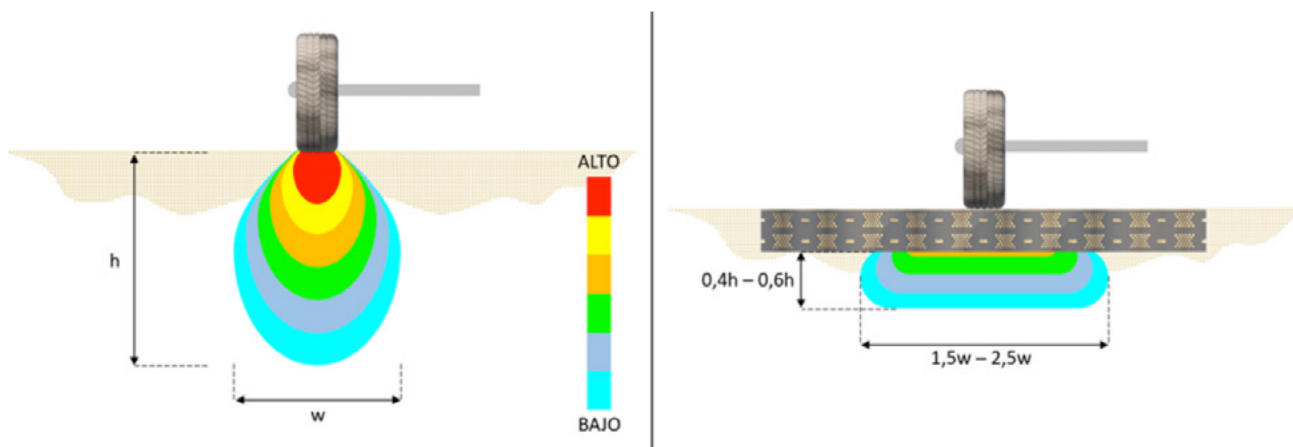 h
w
ALTO
BAJO
0,4h – 0,6h
1,5w – 2,5w